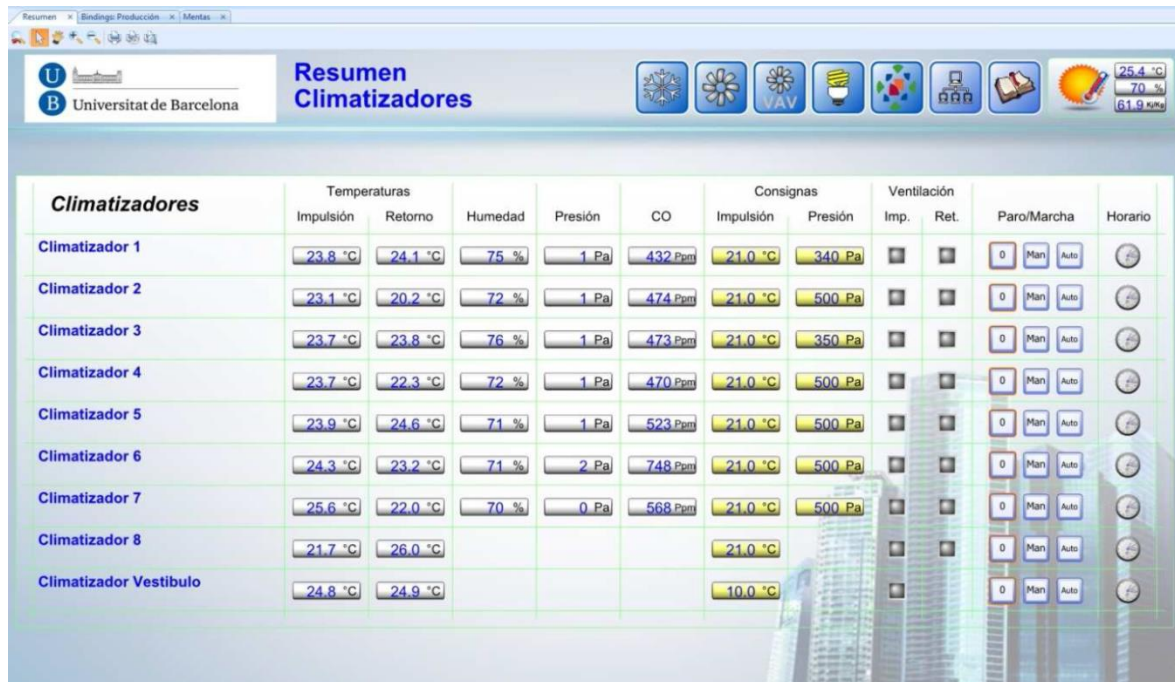 Resumen × Bindings: Producción × Mentas ×
U
B Universitat de Barcelona
Resumen
Climatizadores
VAV
25.4 °C
70 %
61.9 Kj/Kg
Climatizadores
Temperaturas Consignas Ventilación
Impulsión Retorno Humedad Presión CO Impulsión Presión Imp. Ret. Paro/Marcha Horario
Climatizador 1 23.8 °C 24.1 °C 75 % 1 Pa 432 Ppm 21.0 °C 340 Pa 0 Man Auto
Climatizador 2 23.1 °C 20.2 °C 72 % 1 Pa 474 Ppm 21.0 °C 500 Pa 0 Man Auto
Climatizador 3 23.7 °C 23.8 °C 76 % 1 Pa 473 Ppm 21.0 °C 350 Pa 0 Man Auto
Climatizador 4 23.7 °C 22.3 °C 72 % 1 Pa 470 Ppm 21.0 °C 500 Pa 0 Man Auto
Climatizador 5 23.9 °C 24.6 °C 71 % 1 Pa 523 Ppm 21.0 °C 500 Pa 0 Man Auto
Climatizador 6 24.3 °C 23.2 °C 71 % 2 Pa 748 Ppm 21.0 °C 500 Pa 0 Man Auto
Climatizador 7 25.6 °C 22.0 °C 70 % 0 Pa 568 Ppm 21.0 °C 500 Pa 0 Man Auto
Climatizador 8 21.7 °C 26.0 °C 21.0 °C 0 Man Auto
Climatizador Vestibulo 24.8 °C 24.9 °C 10.0 °C 0 Man Auto